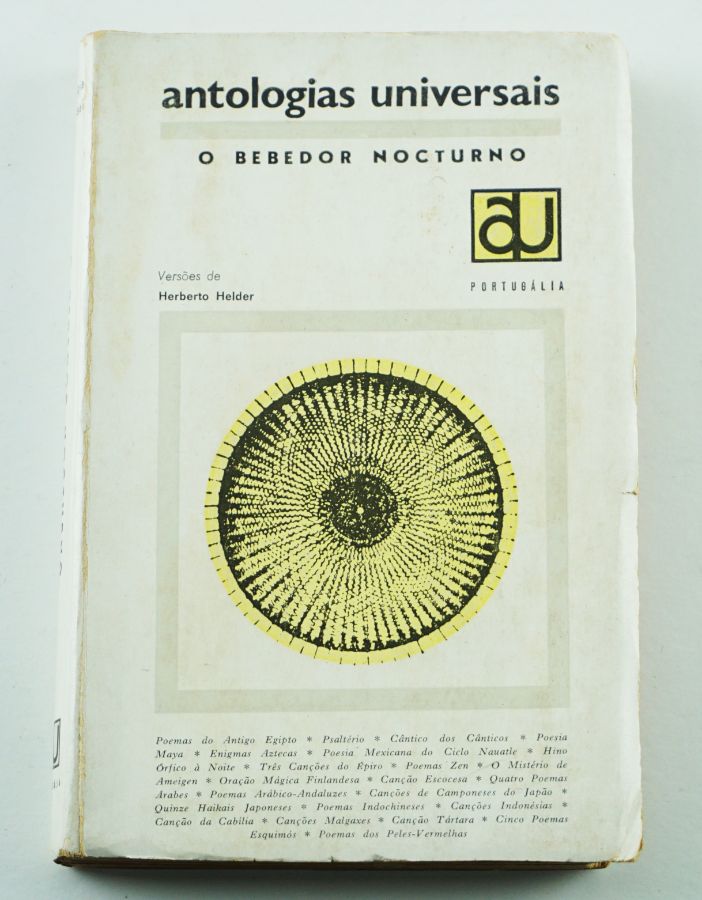 antologias universais
O BEBEDOR NOCTURNO
au
PORTUGÁLIA
Versões de
Herberto Helder
Poemas do Antigo Egipto * Psaltério * Cântico dos Cânticos * Poesia
Maya * Enigmas Aztecas * Poesia Mexicana do Ciclo Nauatle * Hino
Órfico à Noite * Três Canções do Épiro * Poemas Zen * O Mistério de
Ameigen * Oração Mágica Finlandesa * Canção Escocesa * Quatro Poemas
Árabes * Poemas Arábico-Andaluzes * Canções de Camponeses do Japão *
Quinze Haikais Japoneses * Poemas Indochineses * Canções Indonésias *
Canção da Cabília * Canções Malgaxes * Canção Tártara * Cinco Poemas
Esquimós * Poemas dos Peles-Vermelhas